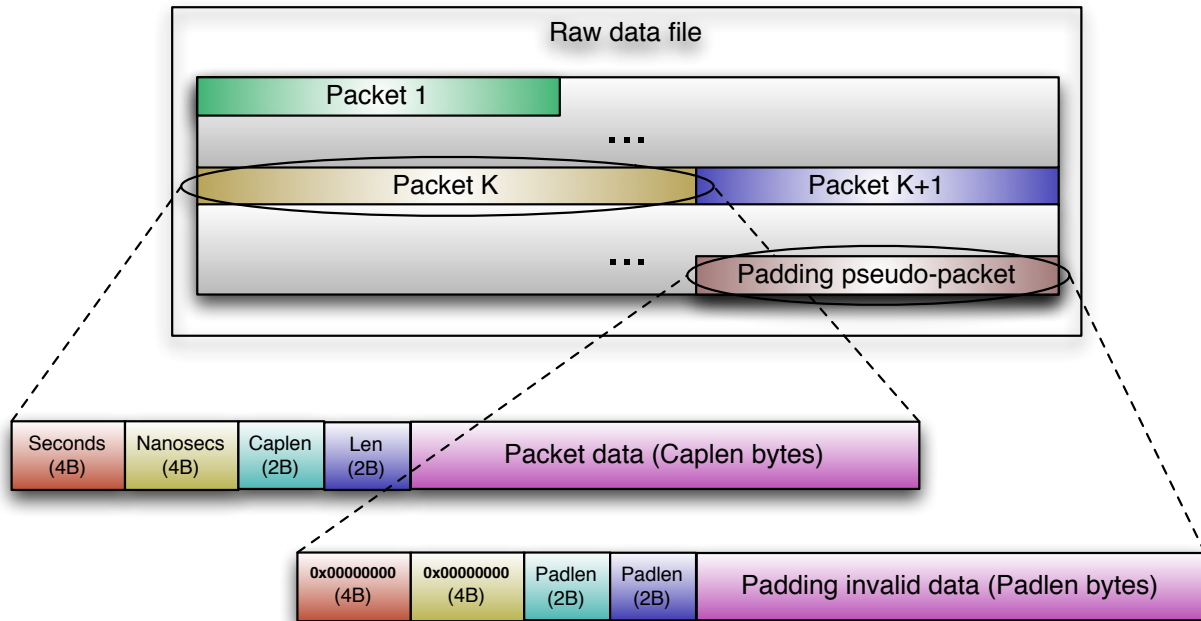 Raw data file
Packet 1
...
Packet K
Packet K+1
...
Padding pseudo-packet
Seconds
(4B)
Nanosecs
(4B)
Caplen
(2B)
Len
(2B)
Packet data (Caplen bytes)
0x00000000
(4B)
0x00000000
(4B)
Padlen
(2B)
Padlen
(2B)
Padding invalid data (Padlen bytes)